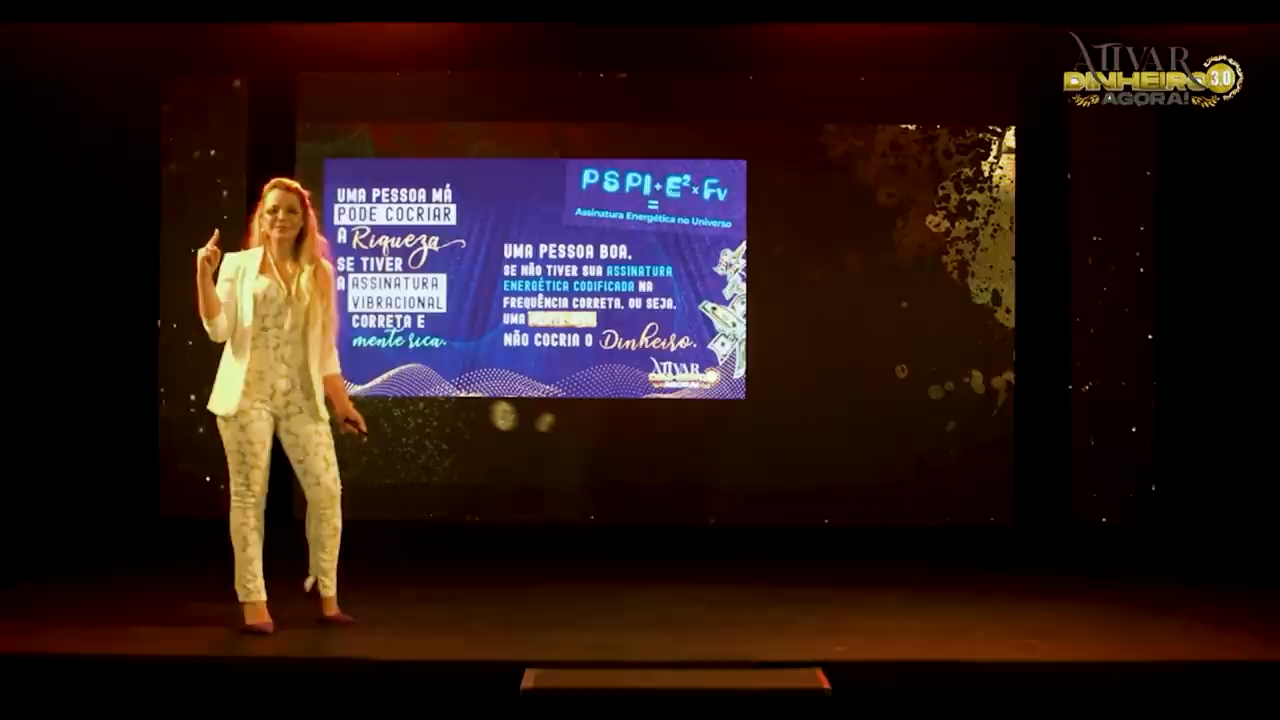 ATIVAR
DINHEIRO 3.0
AGORA!
UMA PESSOA MÁ
PODE COCRIAR
A Riqueza
SE TIVER
A ASSINATURA
VIBRACIONAL
CORRETA E
mente rica.
PSPI+E²xFv
=
Assinatura Energética no Universo
UMA PESSOA BOA,
SE NÃO TIVER SUA ASSINATURA
ENERGÉTICA CODIFICADA NA
FREQUÊNCIA CORRETA, OU SEJA,
UMA
NÃO COCRIA O Dinheiro.
ATIVAR
AGORA!